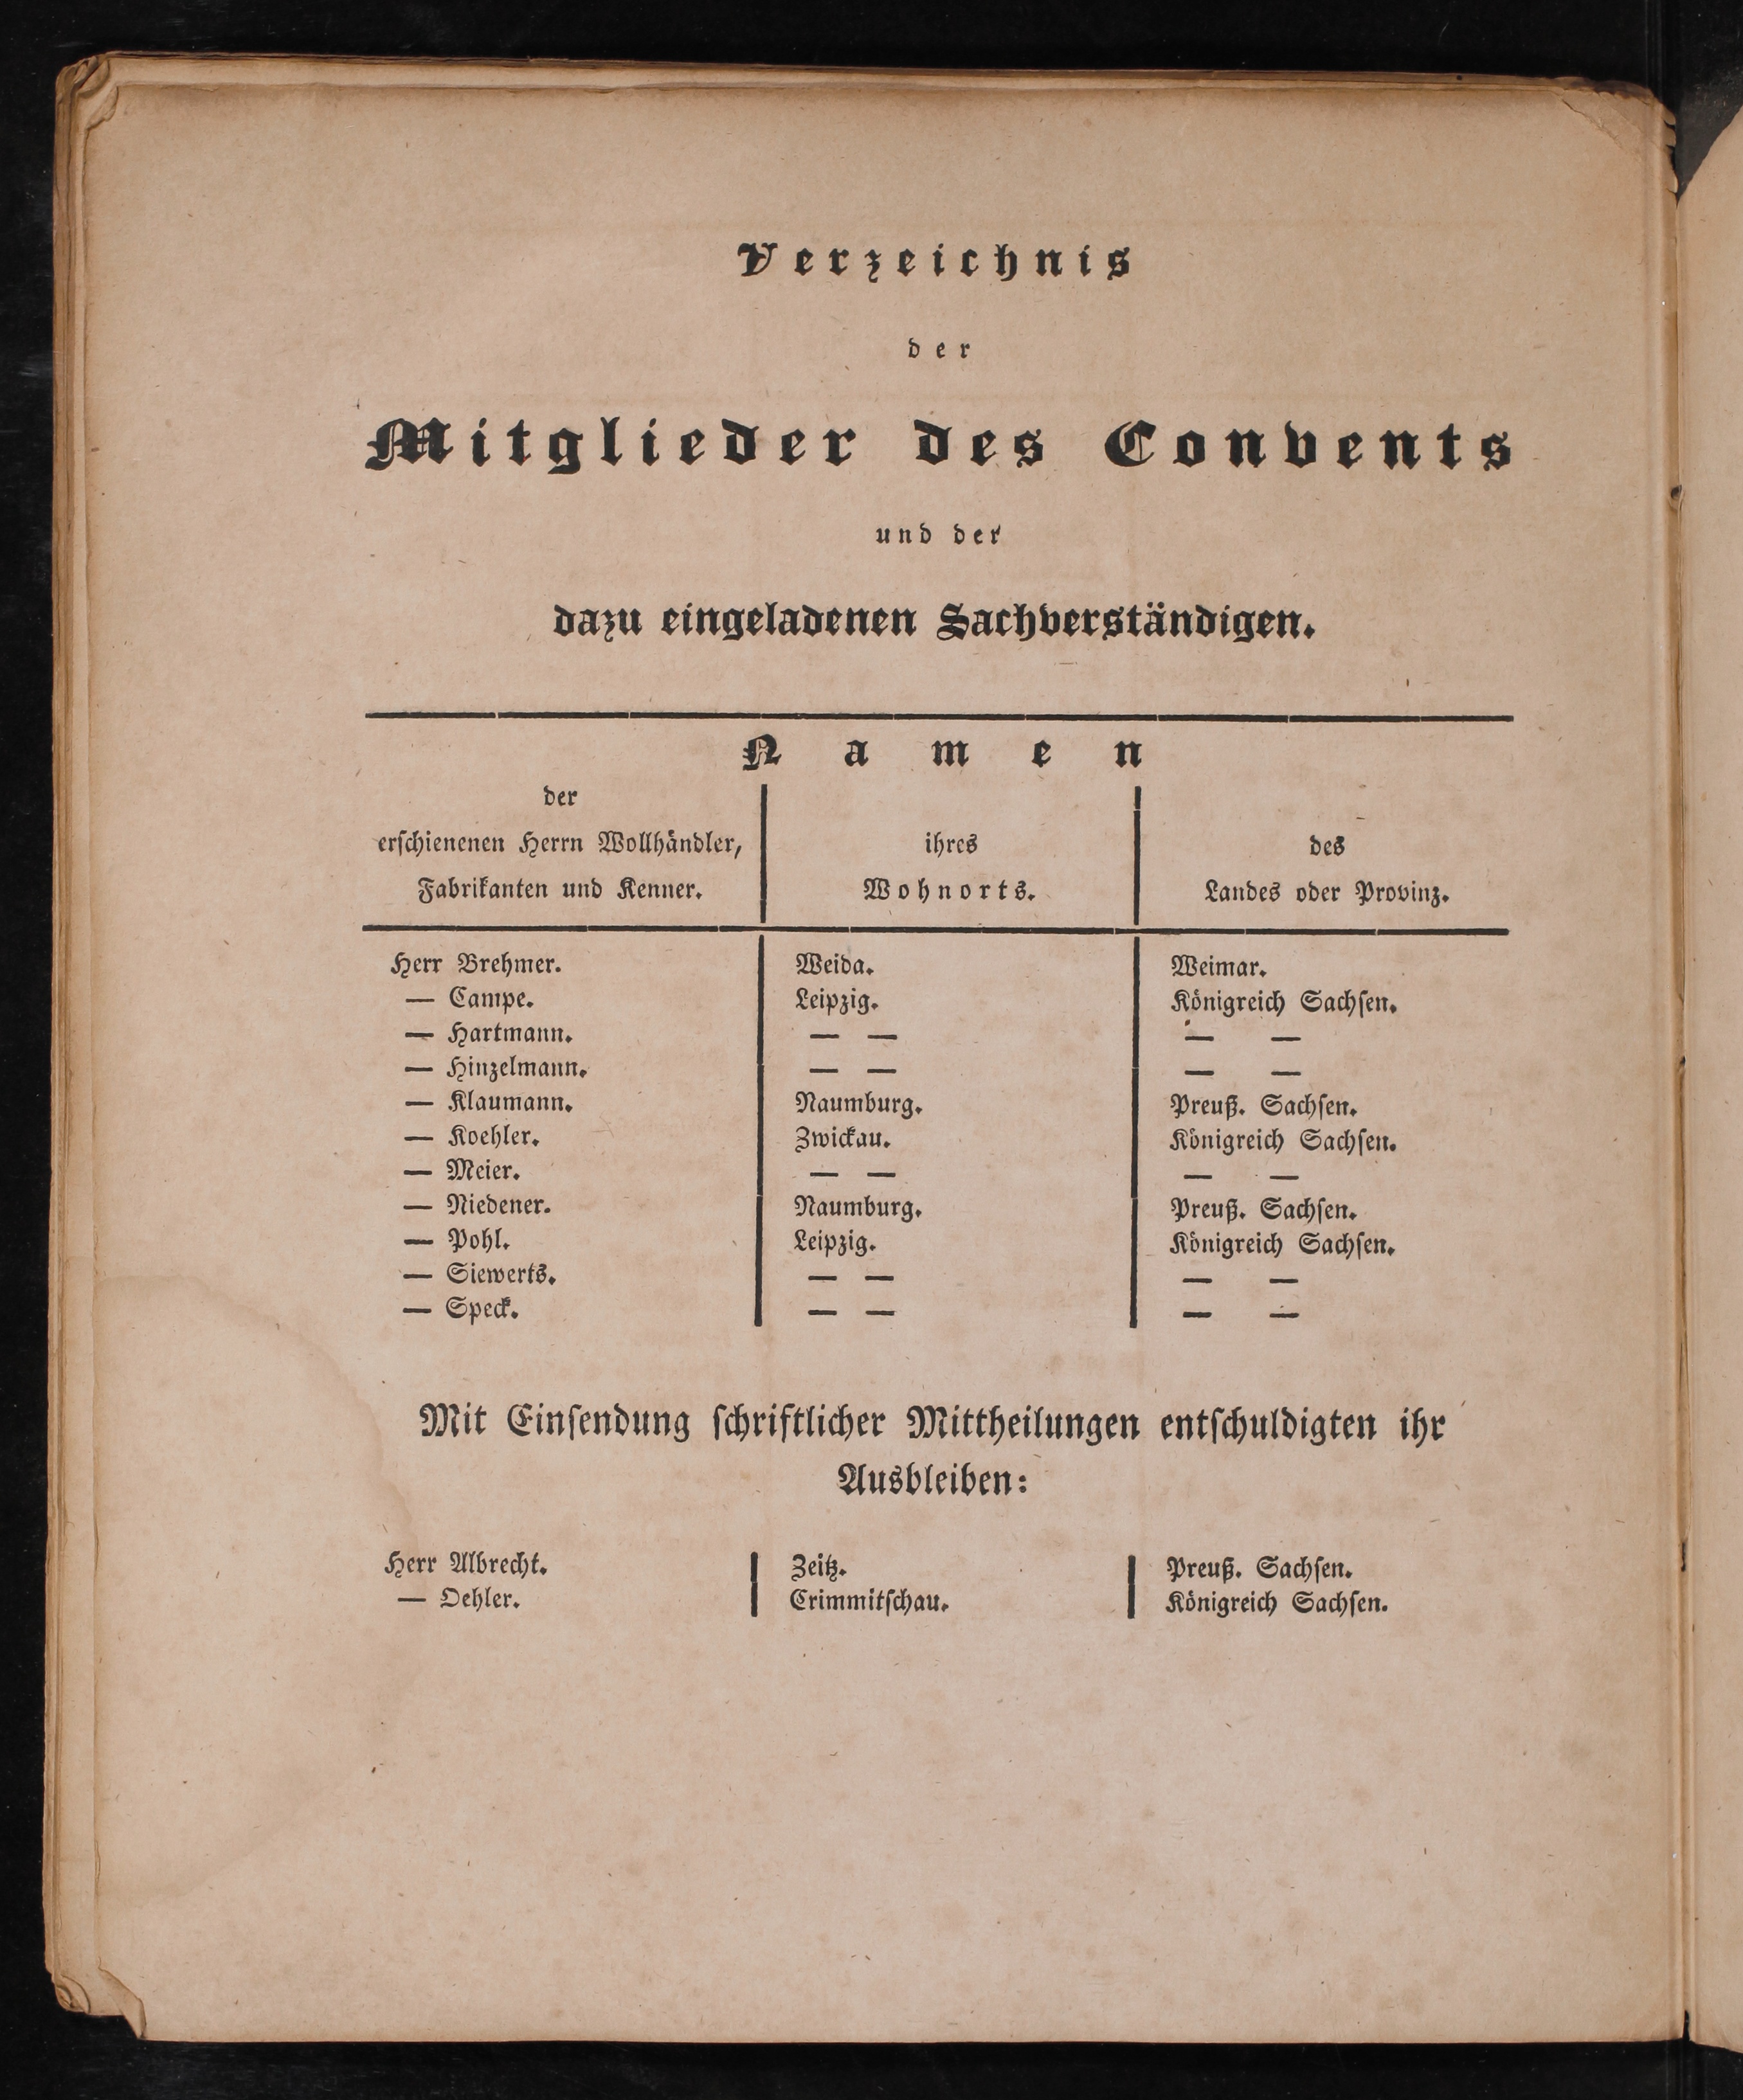 Verzeichnis
der
Mitglieder des Convents
und der
dazu eingeladenen Sachverständigen.
Namen
der
erſchienenen Herrn Wollhändler,
Fabrikanten und Kenner.
ihres
Wohnorts.
des
Landes oder Provinz.
Herr Brehmer. Weida. Weimar.
— Campe. Leipzig. Königreich Sachſen.
— Hartmann. — — — —
— Hinzelmann. — — — —
— Klaumann. Naumburg. Preuß. Sachſen.
— Koehler. Zwickau. Königreich Sachſen.
— Meier. — — — —
— Niedener. Naumburg. Preuß. Sachſen.
— Pohl. Leipzig. Königreich Sachſen.
— Siewerts. — — — —
— Speck. — — — —
Mit Einſendung ſchriftlicher Mittheilungen entſchuldigten ihr
Ausbleiben:
Herr Albrecht. Zeitz. Preuß. Sachſen.
— Oehler. Crimmitſchau. Königreich Sachſen.